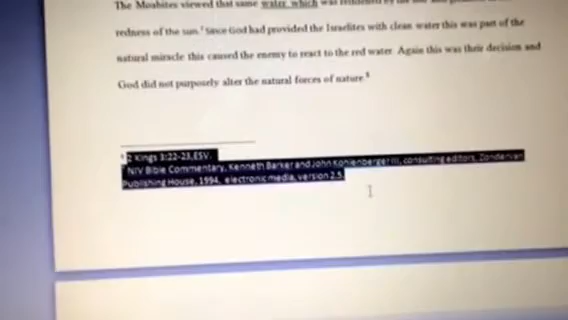 The Moabites viewed that same water which was
redness of the sun.⁷ Since God had provided the Israelites with clean water this was part of the
natural miracle this caused the enemy to react to the red water. Again this was their decision and
God did not purposely alter the natural forces of nature.⁸
2 Kings 3:22-23,ESV.
NIV Bible Commentary, Kenneth Barker and John Kohlenberger III, consulting editors, Zondervan
Publishing House, 1994, electronic media, version 2.5.